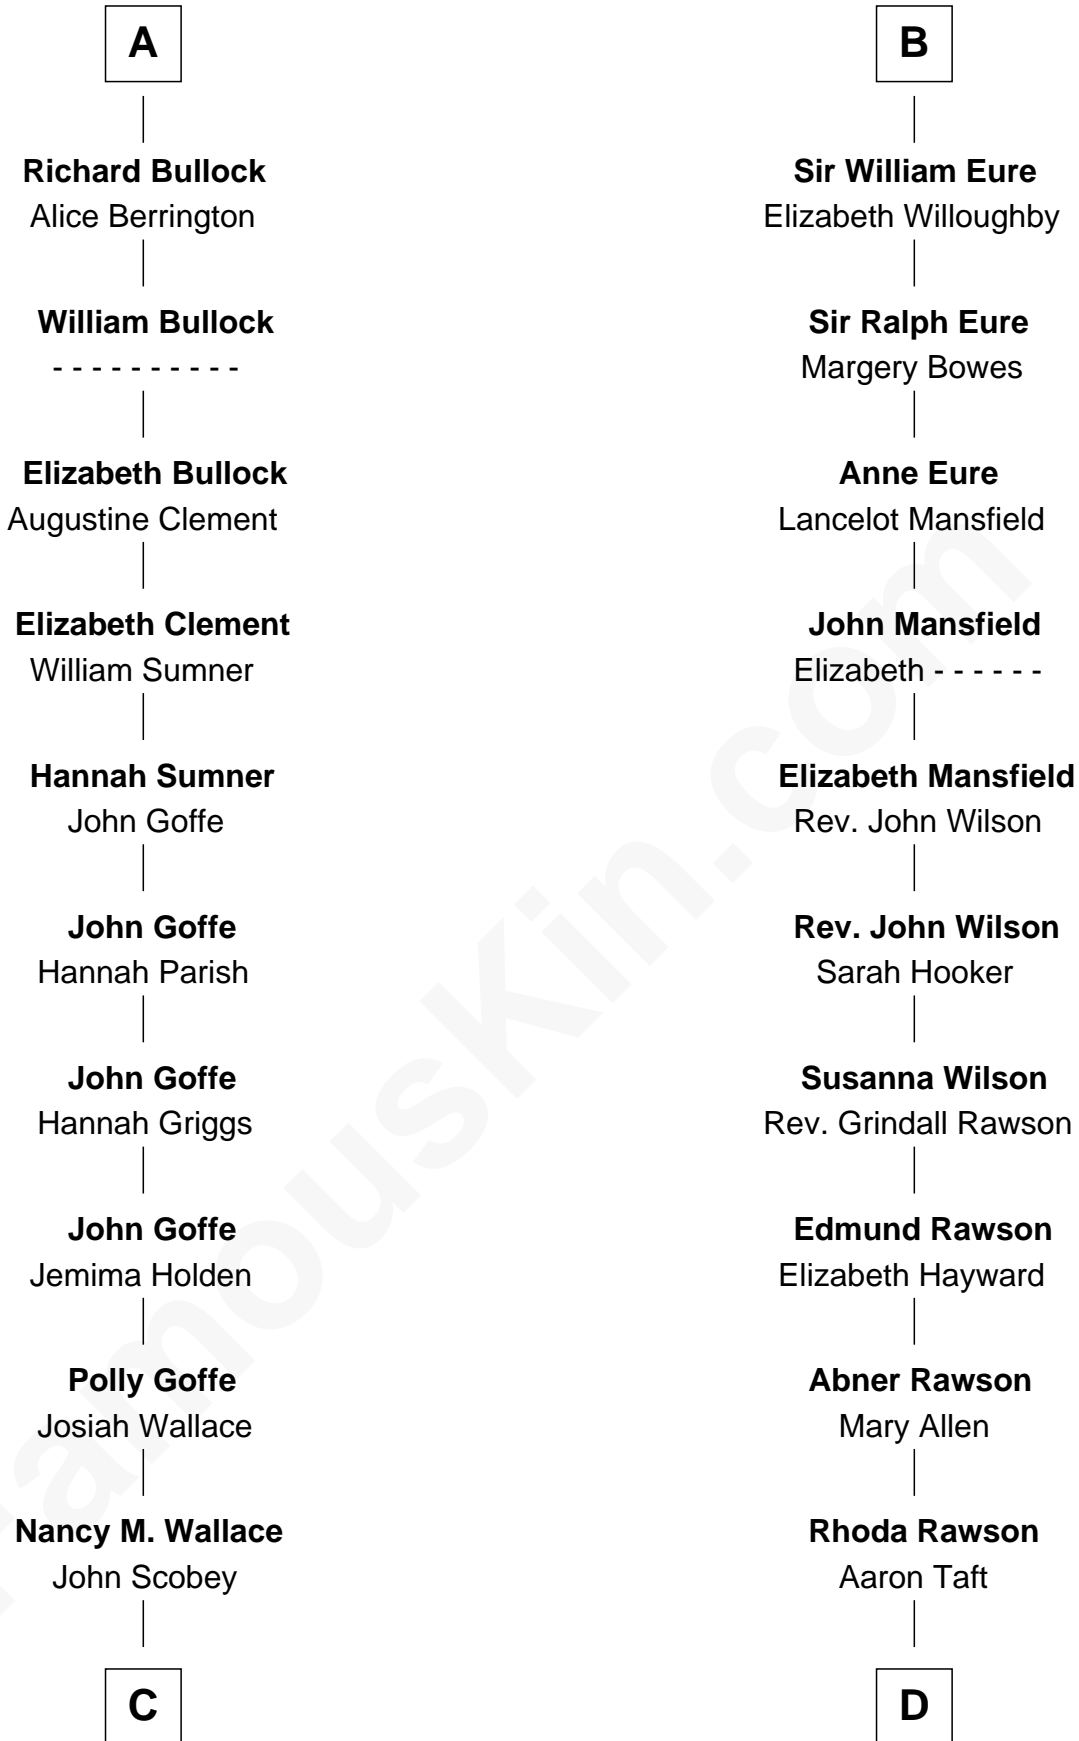 A
Richard Bullock
Alice Berrington
William Bullock
- - - - - - - - - -
Elizabeth Bullock
Augustine Clement
Elizabeth Clement
William Sumner
Hannah Sumner
John Goffe
John Goffe
Hannah Parish
John Goffe
Hannah Griggs
John Goffe
Jemima Holden
Polly Goffe
Josiah Wallace
Nancy M. Wallace
John Scobey
C
B
Sir William Eure
Elizabeth Willoughby
Sir Ralph Eure
Margery Bowes
Anne Eure
Lancelot Mansfield
John Mansfield
Elizabeth - - - - - -
Elizabeth Mansfield
Rev. John Wilson
Rev. John Wilson
Sarah Hooker
Susanna Wilson
Rev. Grindall Rawson
Edmund Rawson
Elizabeth Hayward
Abner Rawson
Mary Allen
Rhoda Rawson
Aaron Taft
D
FamousKin.com